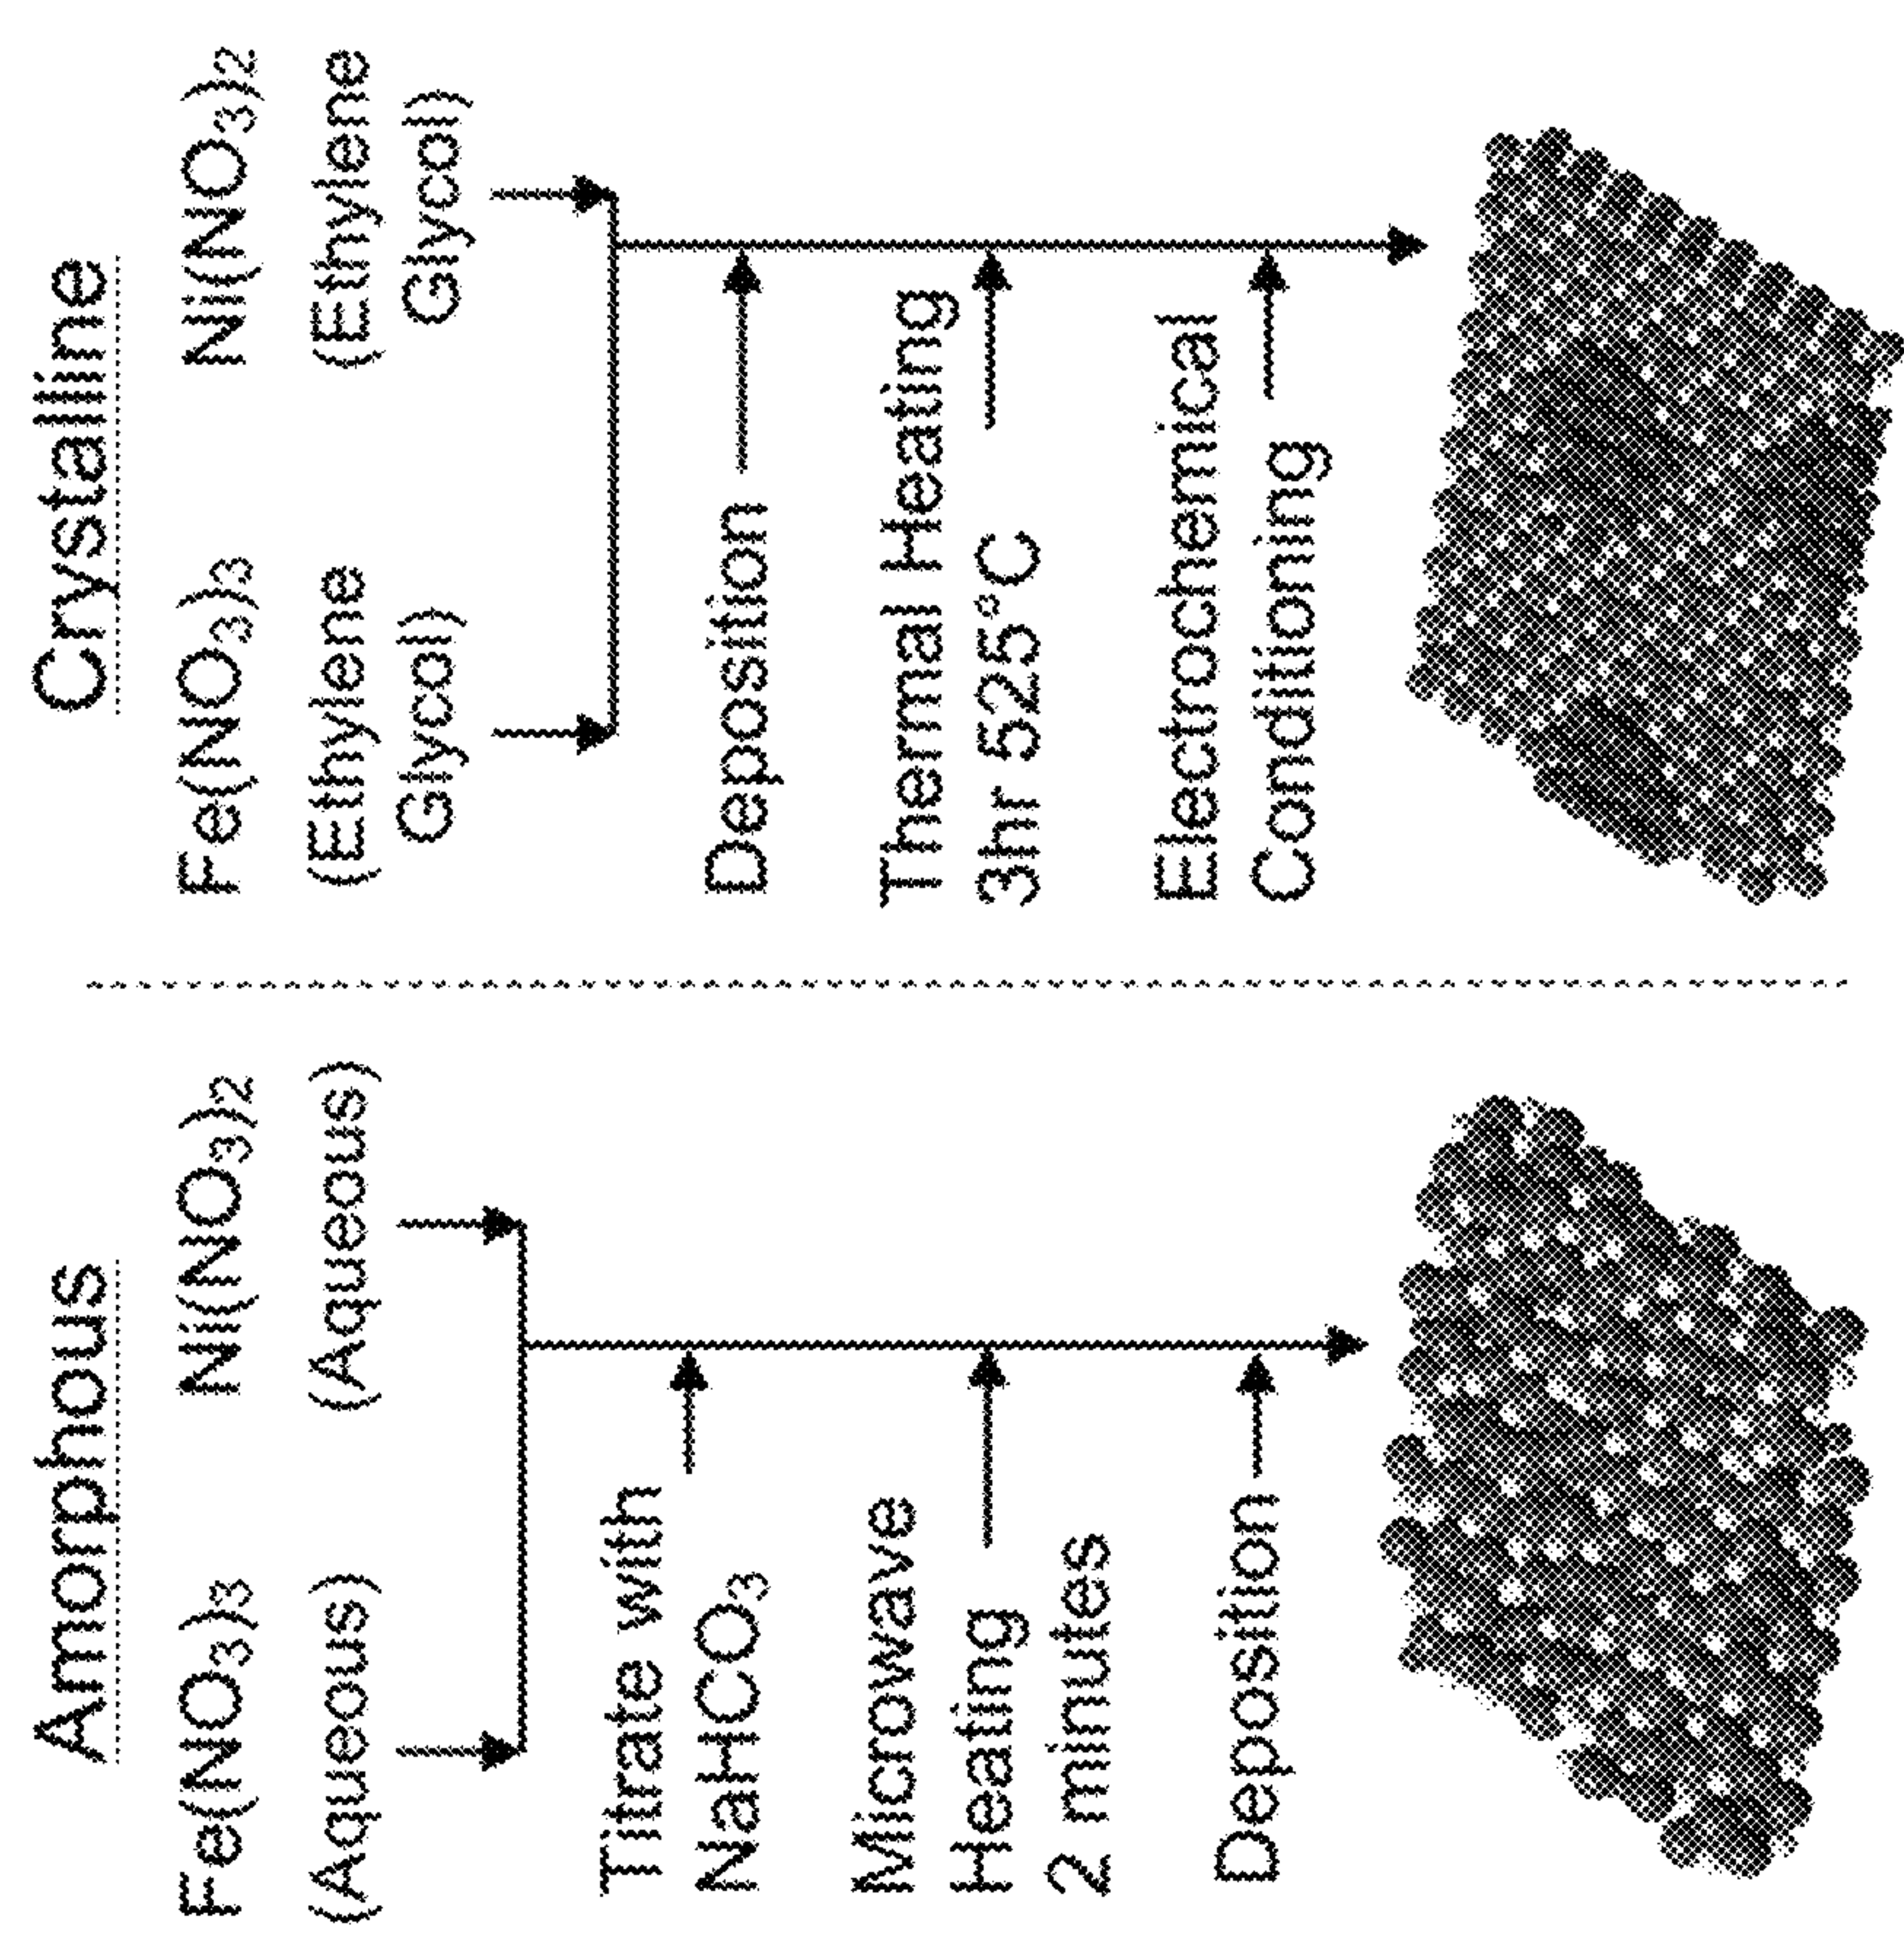 Amorphous
Fe(NO₃)₃
(Aqueous)
Ni(NO₃)₂
(Aqueous)
Titrate with
NaHCO₃
Microwave
Heating
2 minutes
Deposition
Crystalline
Fe(NO₃)₃
(Ethylene
Glycol)
Ni(NO₃)₂
(Ethylene
Glycol)
Deposition
Thermal Heating
3hr 525°C
Electrochemical
Conditioning